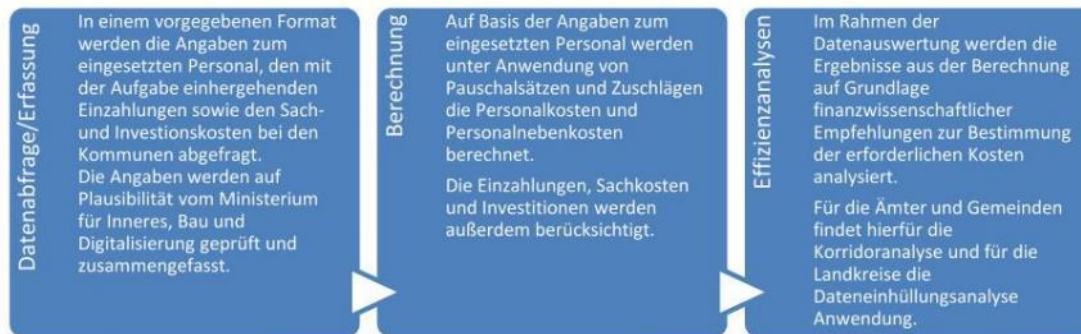 Datenabfrage/Erfassung
In einem vorgegebenen Format
werden die Angaben zum
eingesetzten Personal, den mit
der Aufgabe einhergehenden
Einzahlungen sowie den Sach-
und Investionskosten bei den
Kommunen abgefragt.
Die Angaben werden auf
Plausibilität vom Ministerium
für Inneres, Bau und
Digitalisierung geprüft und
zusammengefasst.
Berechnung
Auf Basis der Angaben zum
eingesetzten Personal werden
unter Anwendung von
Pauschalsätzen und Zuschlägen
die Personalkosten und
Personalnebenkosten
berechnet.
Die Einzahlungen, Sachkosten
und Investitionen werden
außerdem berücksichtigt.
Effizienzanalysen
Im Rahmen der
Datenauswertung werden die
Ergebnisse aus der Berechnung
auf Grundlage
finanzwissenschaftlicher
Empfehlungen zur Bestimmung
der erforderlichen Kosten
analysiert.
Für die Ämter und Gemeinden
findet hierfür die
Korridoranalyse und für die
Landkreise die
Dateneinhüllungsanalyse
Anwendung.